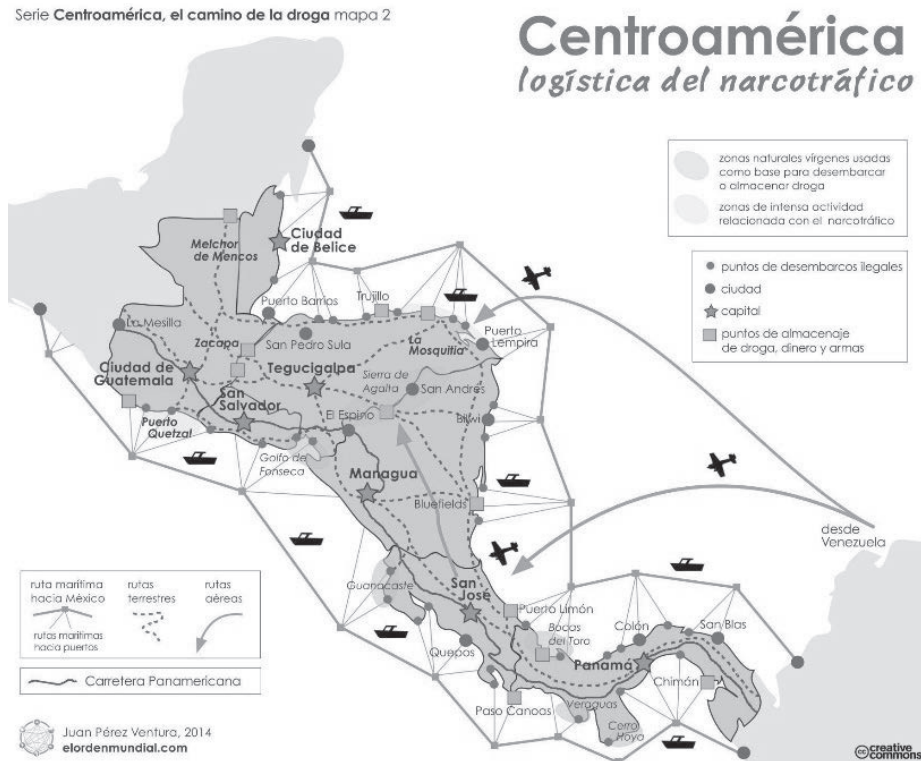 Serie Centroamérica, el camino de la droga mapa 2
Centroamérica
logística del narcotráfico
zonas naturales vírgenes usadas
como base para desembarcar
o almacenar droga
zonas de intensa actividad
relacionada con el narcotráfico
puntos de desembarcos ilegales
ciudad
capital
puntos de almacenaje
de droga, dinero y armas
Ciudad
de Belice
Melchor
de Mencos
Puerto Barrios
Trujillo
La Mesilla
Zacapa
San Pedro Sula
La
Mosquitia
Puerto
Lempira
Ciudad de
Guatemala
Tegucigalpa
Sierra de
Agalta
San Andrés
San
Salvador
El Espino
Bilwi
Puerto
Quetzal
Golfo de
Fonseca
Managua
Bluefields
desde
Venezuela
Guanacaste
San
José
Puerto Limón
Bocas
del Toro
Colón
San Blas
Quepos
Panamá
Chimán
Paso Canoas
Veraguas
Cerro
Hoya
ruta marítima
hacia México
rutas
terrestres
rutas
aéreas
rutas marítimas
hacia puertos
Carretera Panamericana
Juan Pérez Ventura, 2014
elordenmundial.com
cc creative
commons